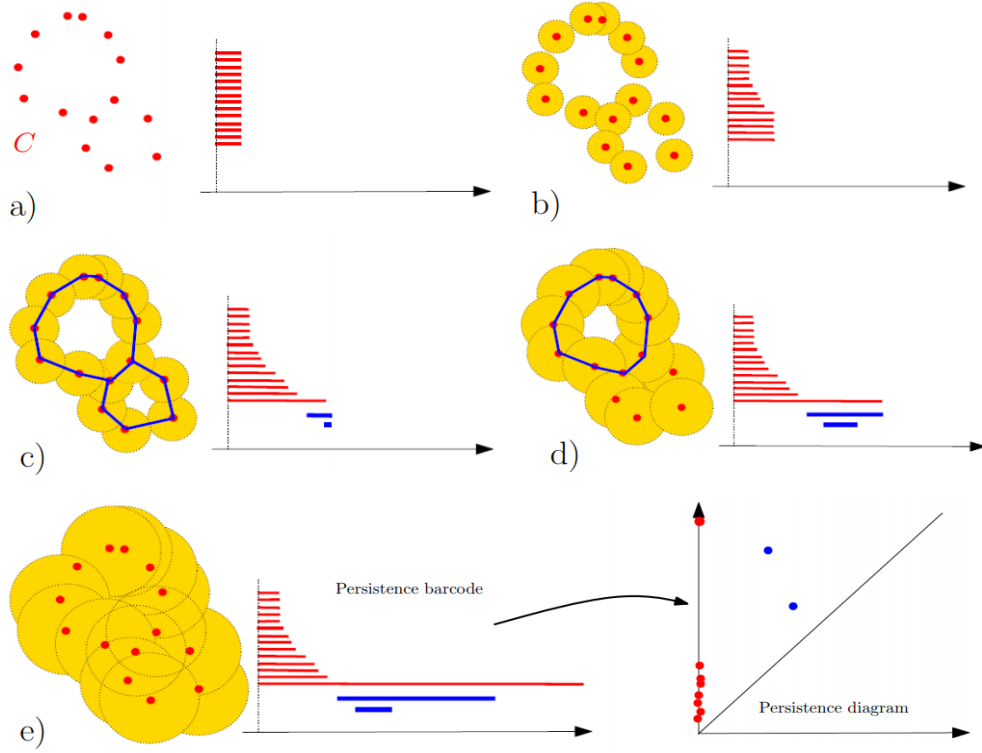 C
a)
b)
c)
d)
Persistence barcode
Persistence diagram
e)